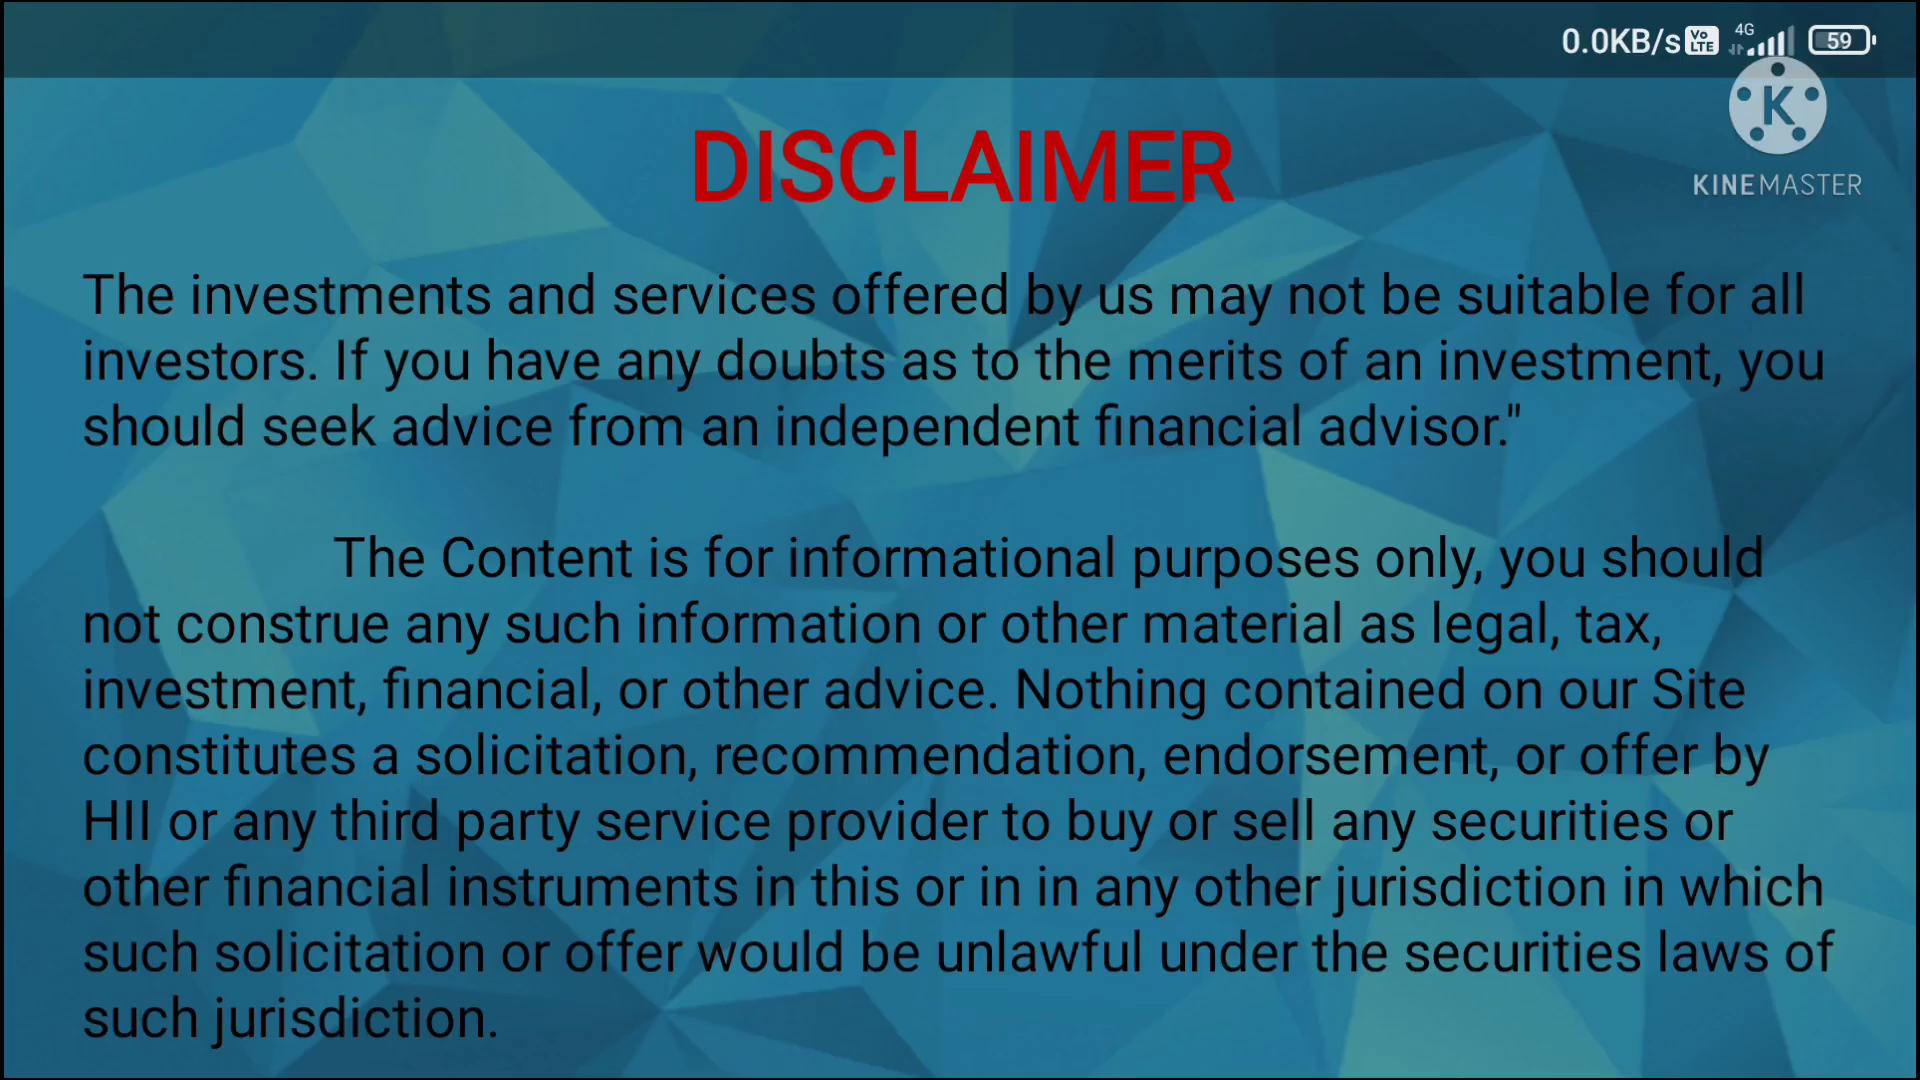 0.0KB/s Vo LTE 4G 59
K
KINEMASTER
DISCLAIMER
The investments and services offered by us may not be suitable for all
investors. If you have any doubts as to the merits of an investment, you
should seek advice from an independent financial advisor."
The Content is for informational purposes only, you should
not construe any such information or other material as legal, tax,
investment, financial, or other advice. Nothing contained on our Site
constitutes a solicitation, recommendation, endorsement, or offer by
HII or any third party service provider to buy or sell any securities or
other financial instruments in this or in in any other jurisdiction in which
such solicitation or offer would be unlawful under the securities laws of
such jurisdiction.